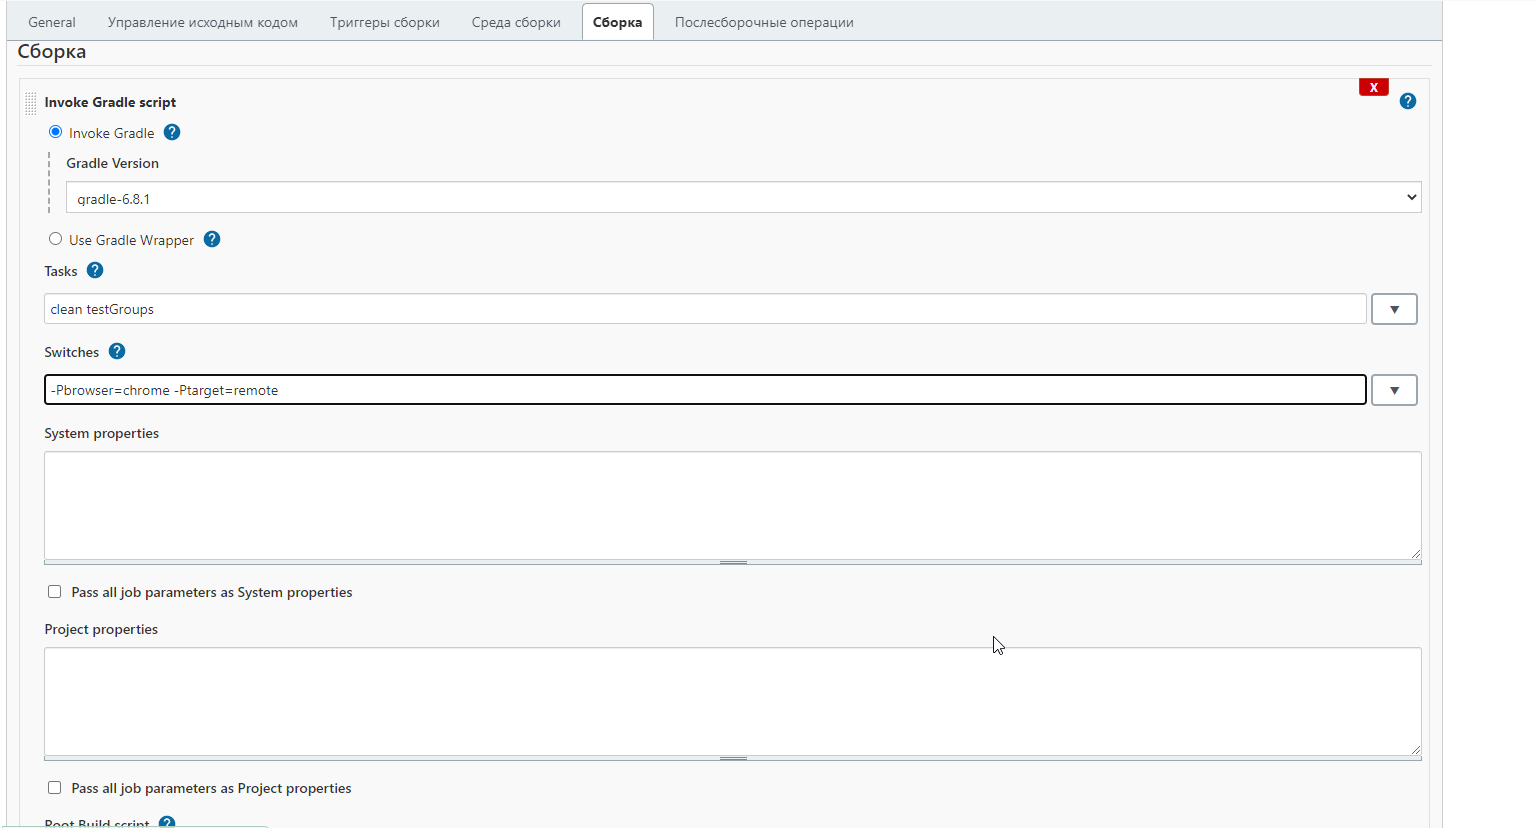 General Управление исходным кодом Триггеры сборки Среда сборки Сборка Послесборочные операции
Сборка
X
Invoke Gradle script ?
Invoke Gradle ?
Gradle Version
gradle-6.8.1
Use Gradle Wrapper ?
Tasks ?
clean testGroups
Switches ?
-Pbrowser=chrome -Ptarget=remote
System properties
Pass all job parameters as System properties
Project properties
Pass all job parameters as Project properties
Root Build script ?